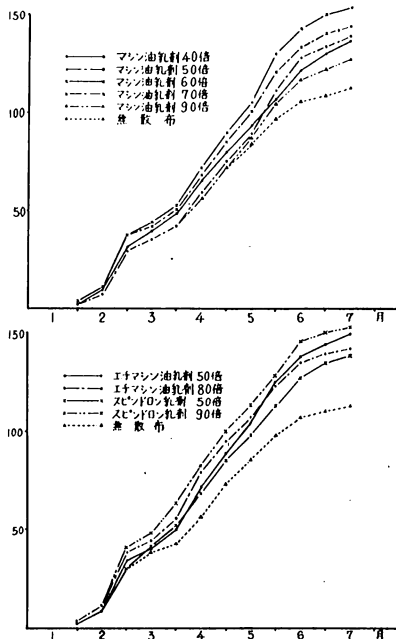 150
マシン油乳剤40倍
マシン油乳剤50倍
マシン油乳剤60倍
マシン油乳剤70倍
マシン油乳剤90倍
無散布
100
50
1 2 3 4 5 6 7 月
150
エチマシン油乳剤50倍
エチマシン油乳剤80倍
スピンドロン乳剤50倍
スピンドロン乳剤90倍
無散布
100
50
1 2 3 4 5 6 7 月